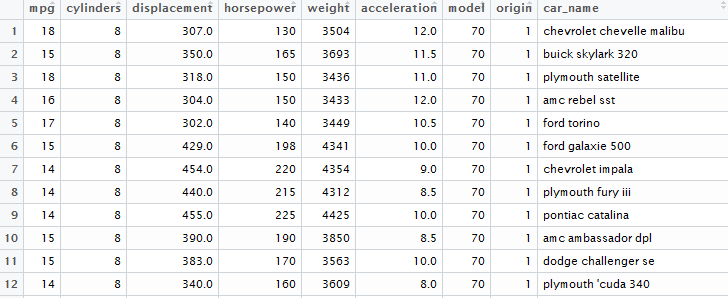 mpg cylinders displacement horsepower weight acceleration model origin car_name
1 18 8 307.0 130 3504 12.0 70 1 chevrolet chevelle malibu
2 15 8 350.0 165 3693 11.5 70 1 buick skylark 320
3 18 8 318.0 150 3436 11.0 70 1 plymouth satellite
4 16 8 304.0 150 3433 12.0 70 1 amc rebel sst
5 17 8 302.0 140 3449 10.5 70 1 ford torino
6 15 8 429.0 198 4341 10.0 70 1 ford galaxie 500
7 14 8 454.0 220 4354 9.0 70 1 chevrolet impala
8 14 8 440.0 215 4312 8.5 70 1 plymouth fury iii
9 14 8 455.0 225 4425 10.0 70 1 pontiac catalina
10 15 8 390.0 190 3850 8.5 70 1 amc ambassador dpl
11 15 8 383.0 170 3563 10.0 70 1 dodge challenger se
12 14 8 340.0 160 3609 8.0 70 1 plymouth 'cuda 340